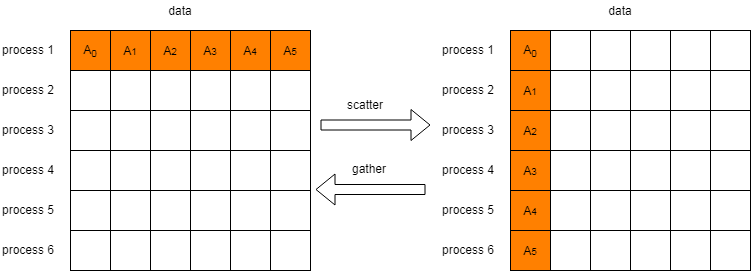 data
process 1 A0 A1 A2 A3 A4 A5
process 2
process 3
process 4
process 5
process 6
scatter
gather
data
process 1 A0
process 2 A1
process 3 A2
process 4 A3
process 5 A4
process 6 A5